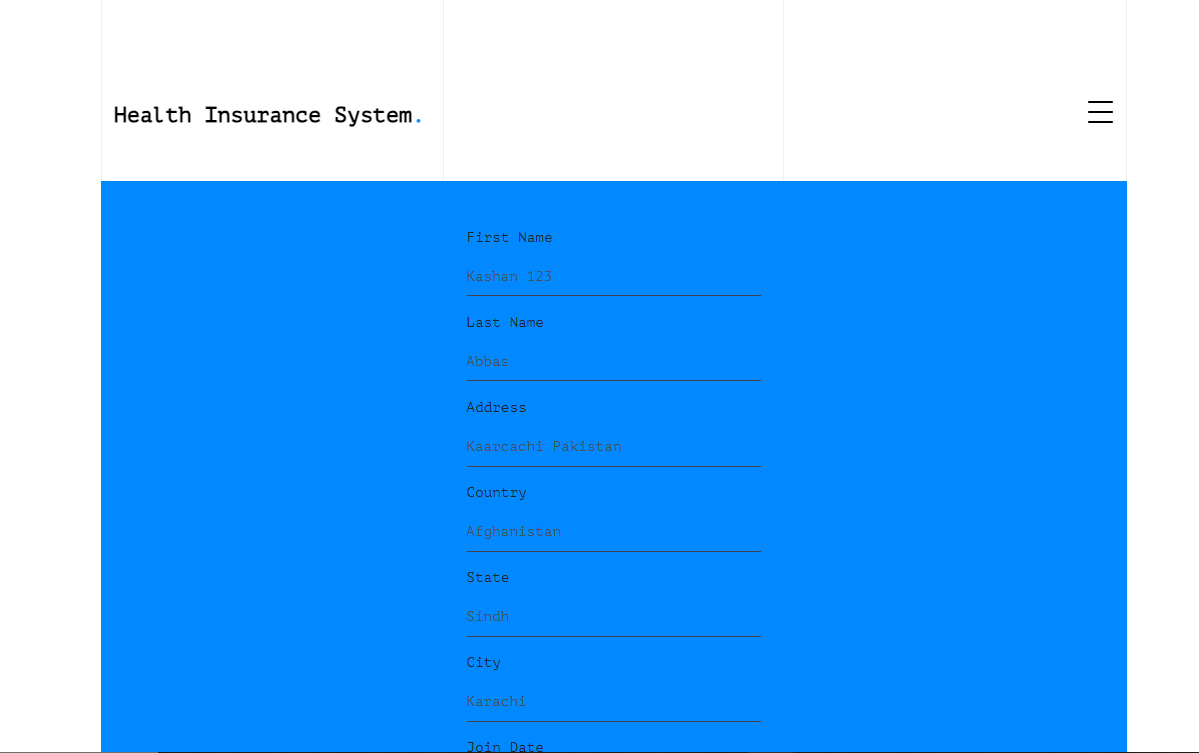 Health Insurance System.
First Name
Kashan 123
Last Name
Abbas
Address
Kaarcachi Pakistan
Country
Afghanistan
State
Sindh
City
Karachi
Join Date